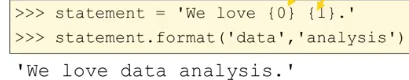 >>> statement = 'We love {0} {1}.'
>>> statement.format('data','analysis')
'We love data analysis.'